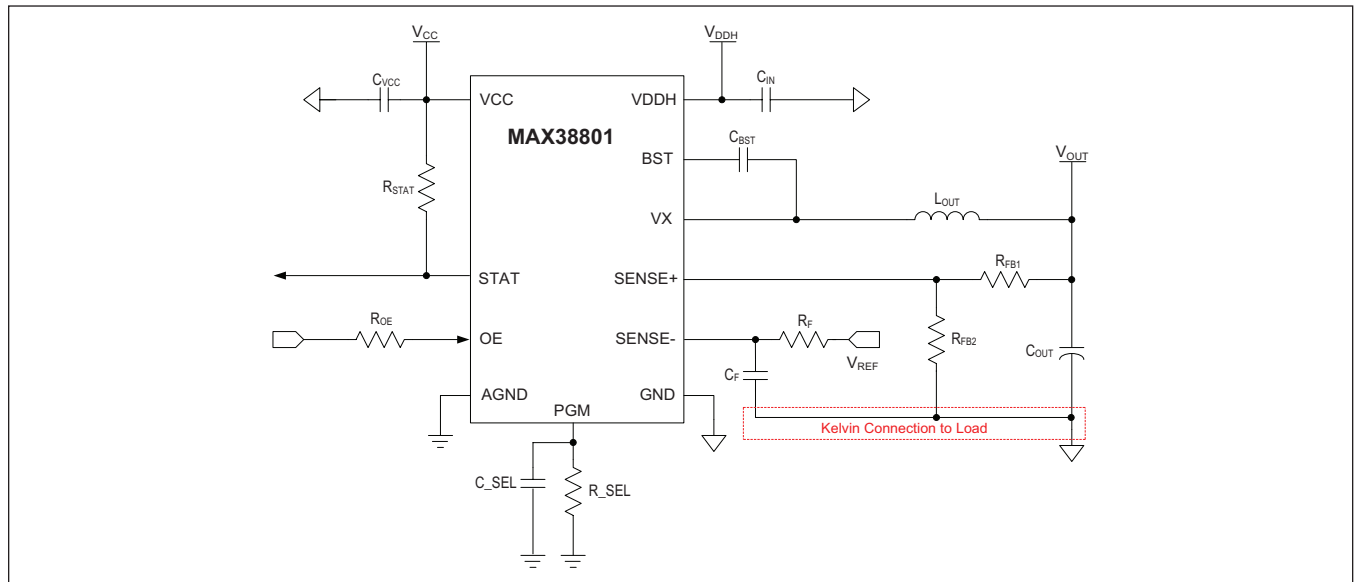 VCC
VDDH
CVCC
CIN
VCC
VDDH
MAX38801
CBST
BST
VOUT
RSTAT
LOUT
VX
RFB1
STAT
SENSE+
ROE
RF
OE
SENSE-
RFB2
COUT
VREF
CF
AGND
GND
PGM
Kelvin Connection to Load
C_SEL
R_SEL